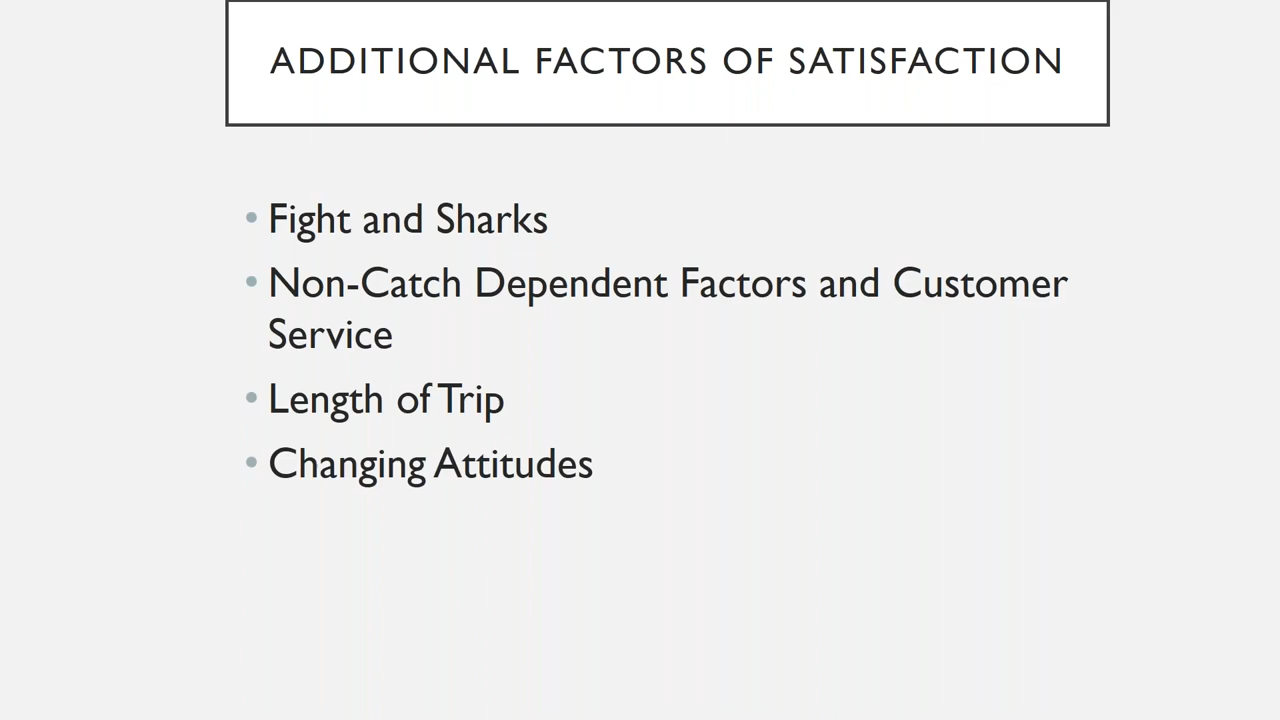 ADDITIONAL FACTORS OF SATISFACTION
• Fight and Sharks
• Non-Catch Dependent Factors and Customer
Service
• Length of Trip
• Changing Attitudes